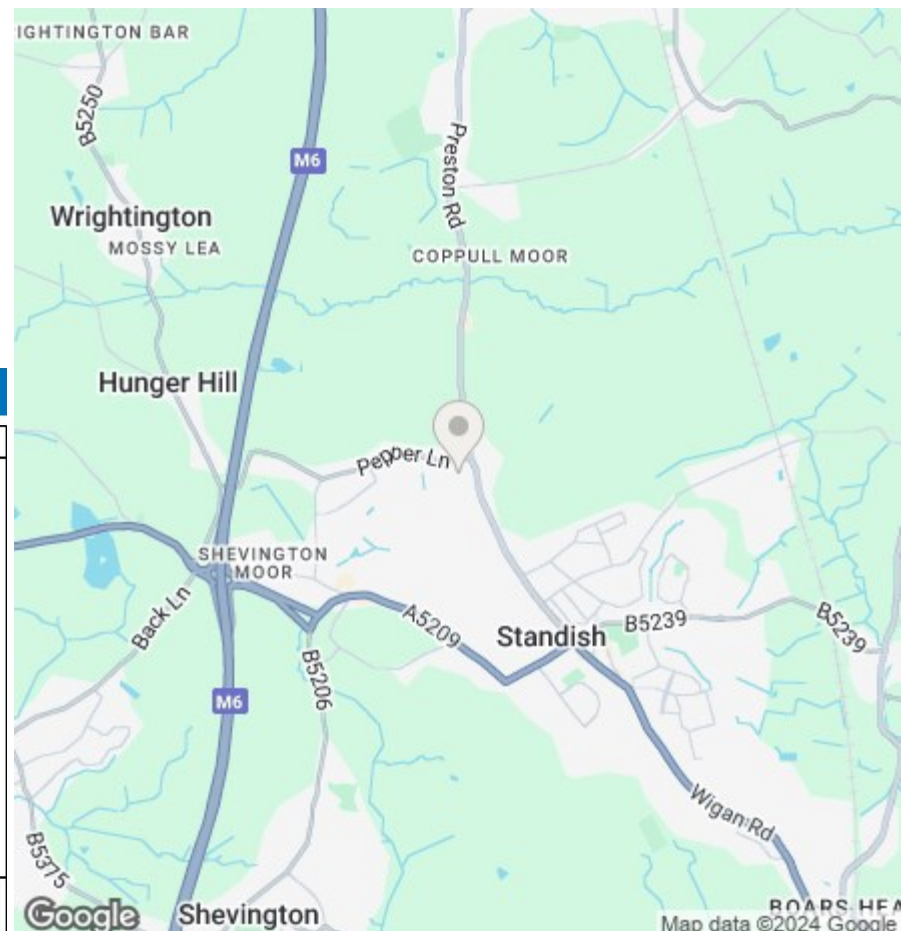 IGHTINGTON BAR
B5250
M6
Preston Rd
Wrightington
MOSSY LEA
COPPULL MOOR
Hunger Hill
Pepper Ln
SHEVINGTON
MOOR
Back Ln
A5209
Standish
B5239
B5239
B5206
M6
Wigan Rd
B5375
Google
Shevington
BOARS HEA
Map data ©2024 Google